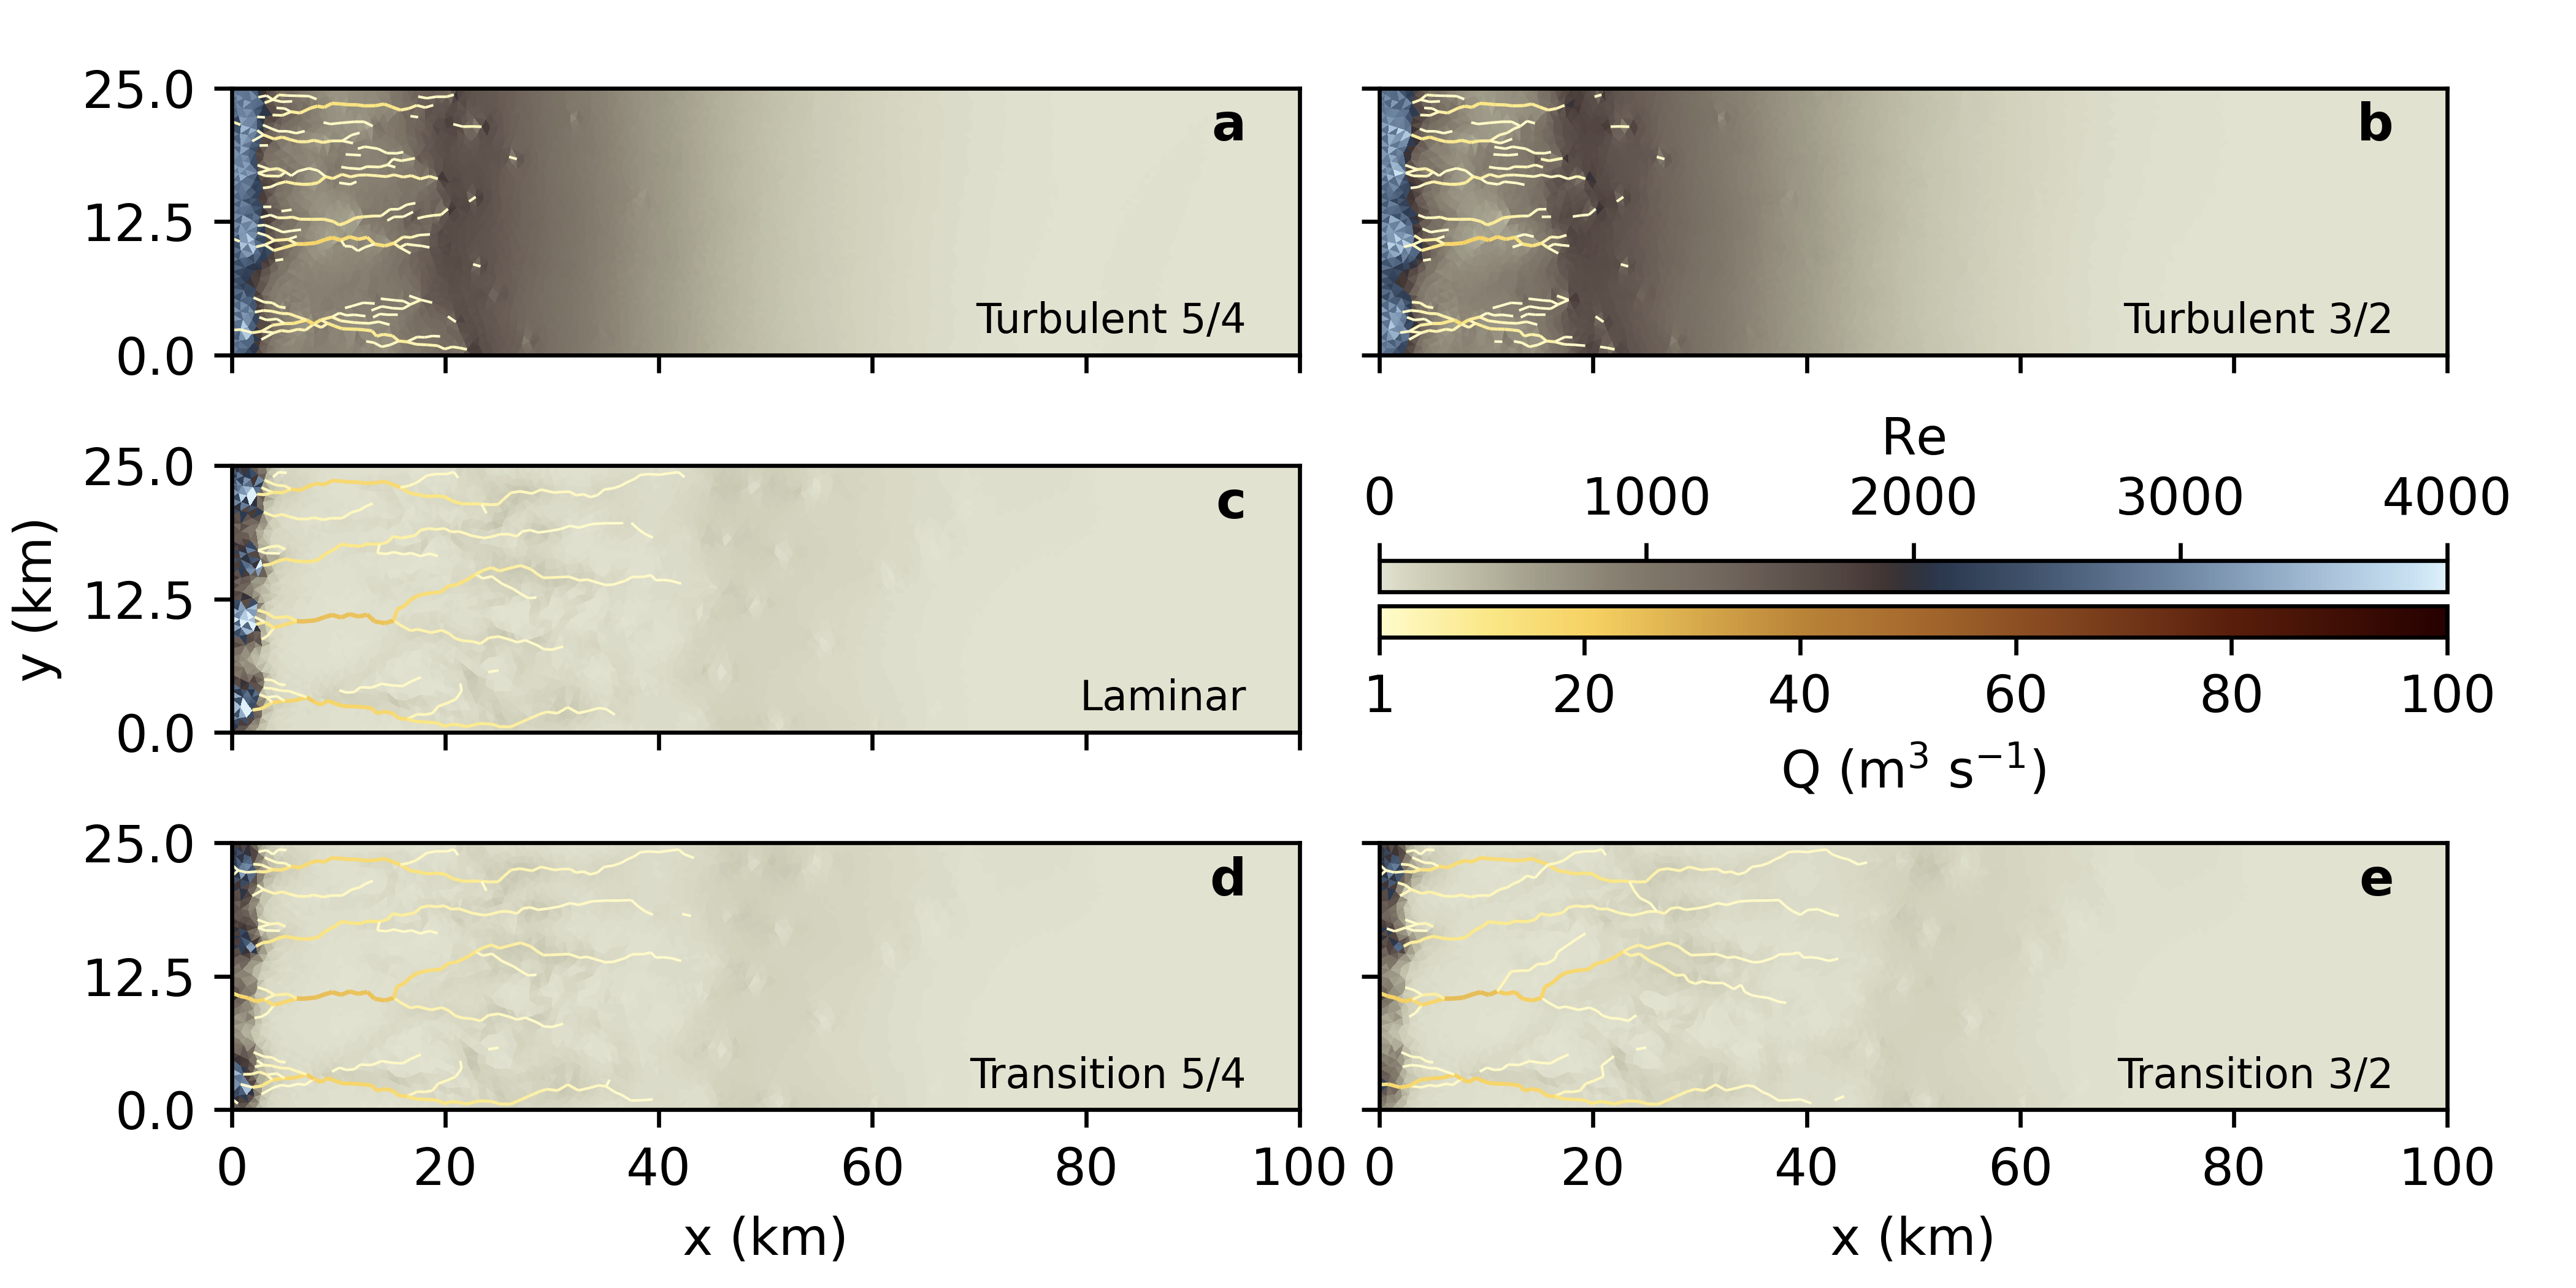 25.0
12.5
0.0
a
Turbulent 5/4
b
Turbulent 3/2
25.0
12.5
0.0
y (km)
c
Laminar
Re
0 1000 2000 3000 4000
1 20 40 60 80 100
Q (m³ s⁻¹)
25.0
12.5
0.0
d
Transition 5/4
e
Transition 3/2
0 20 40 60 80 100
0 20 40 60 80 100
x (km)
x (km)